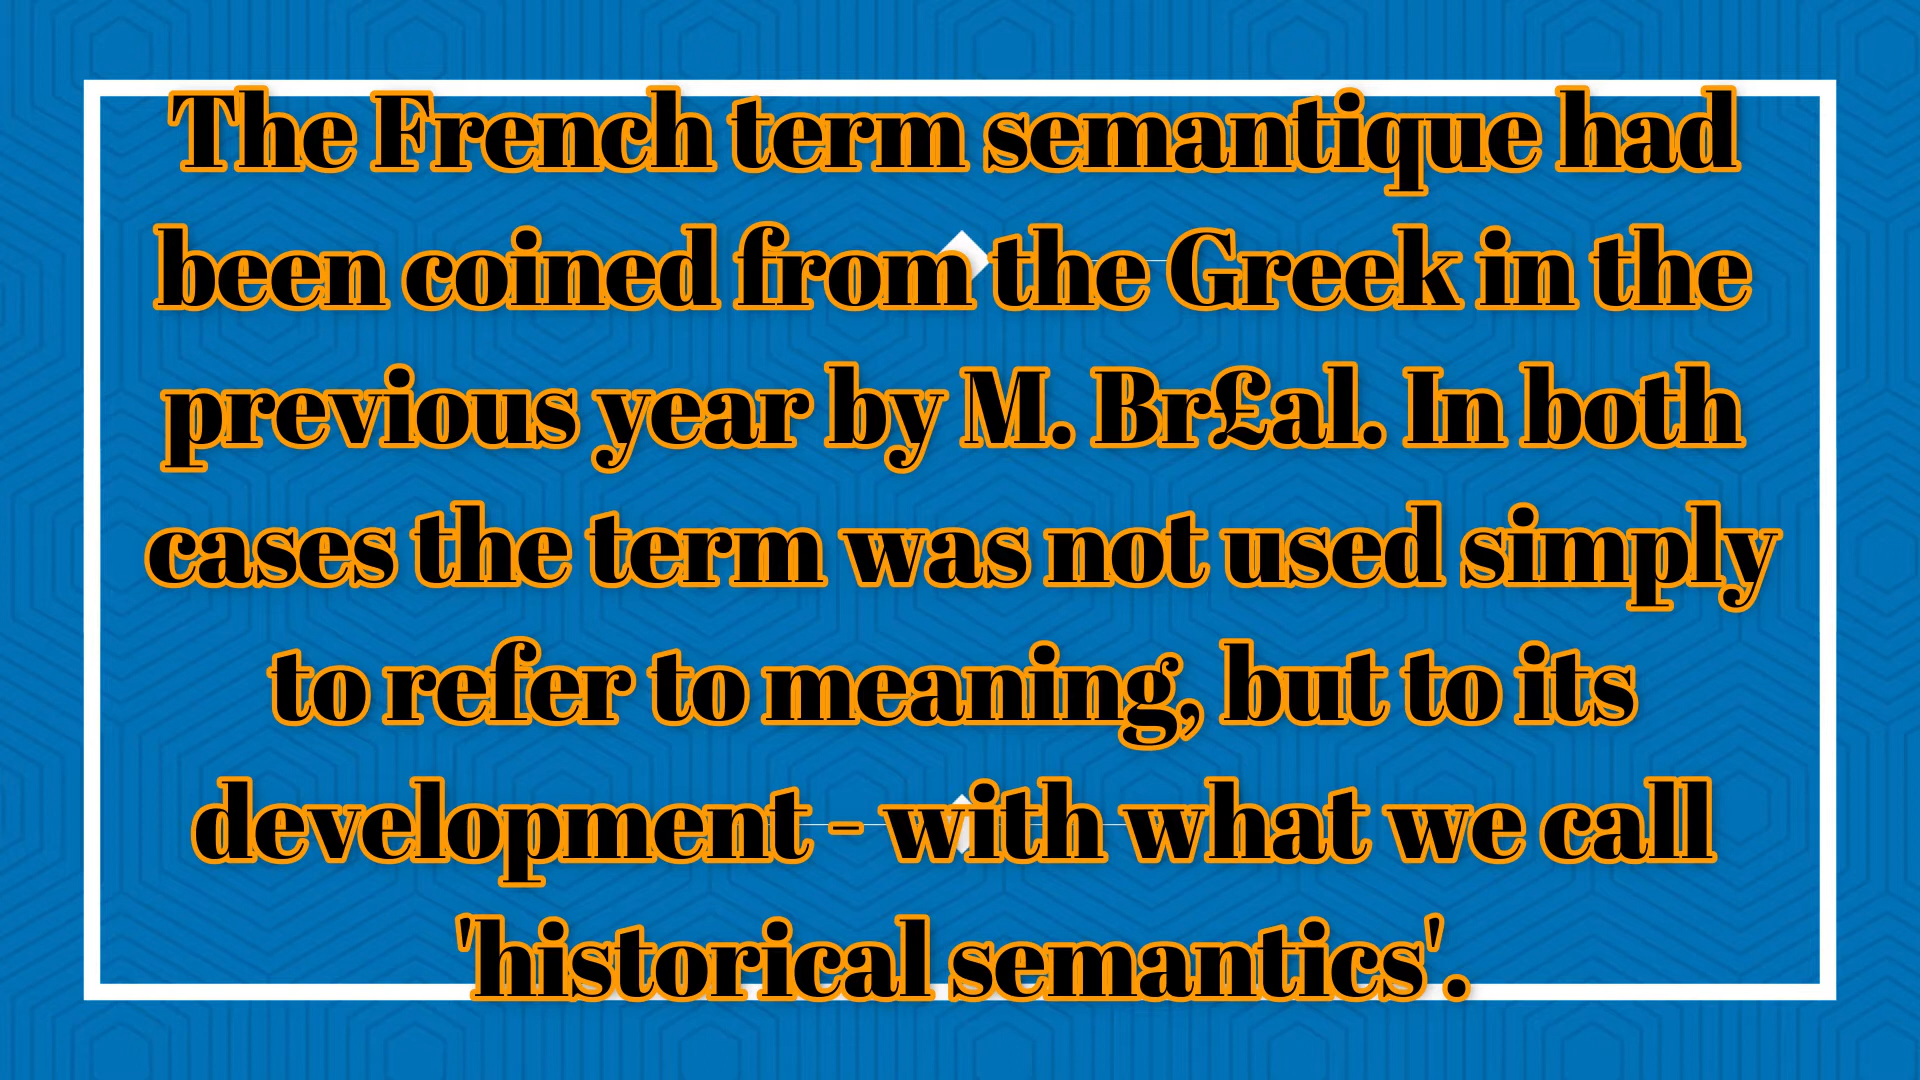 The French term semantique had
been coined from the Greek in the
previous year by M. Br£al. In both
cases the term was not used simply
to refer to meaning, but to its
development - with what we call
'historical semantics'.